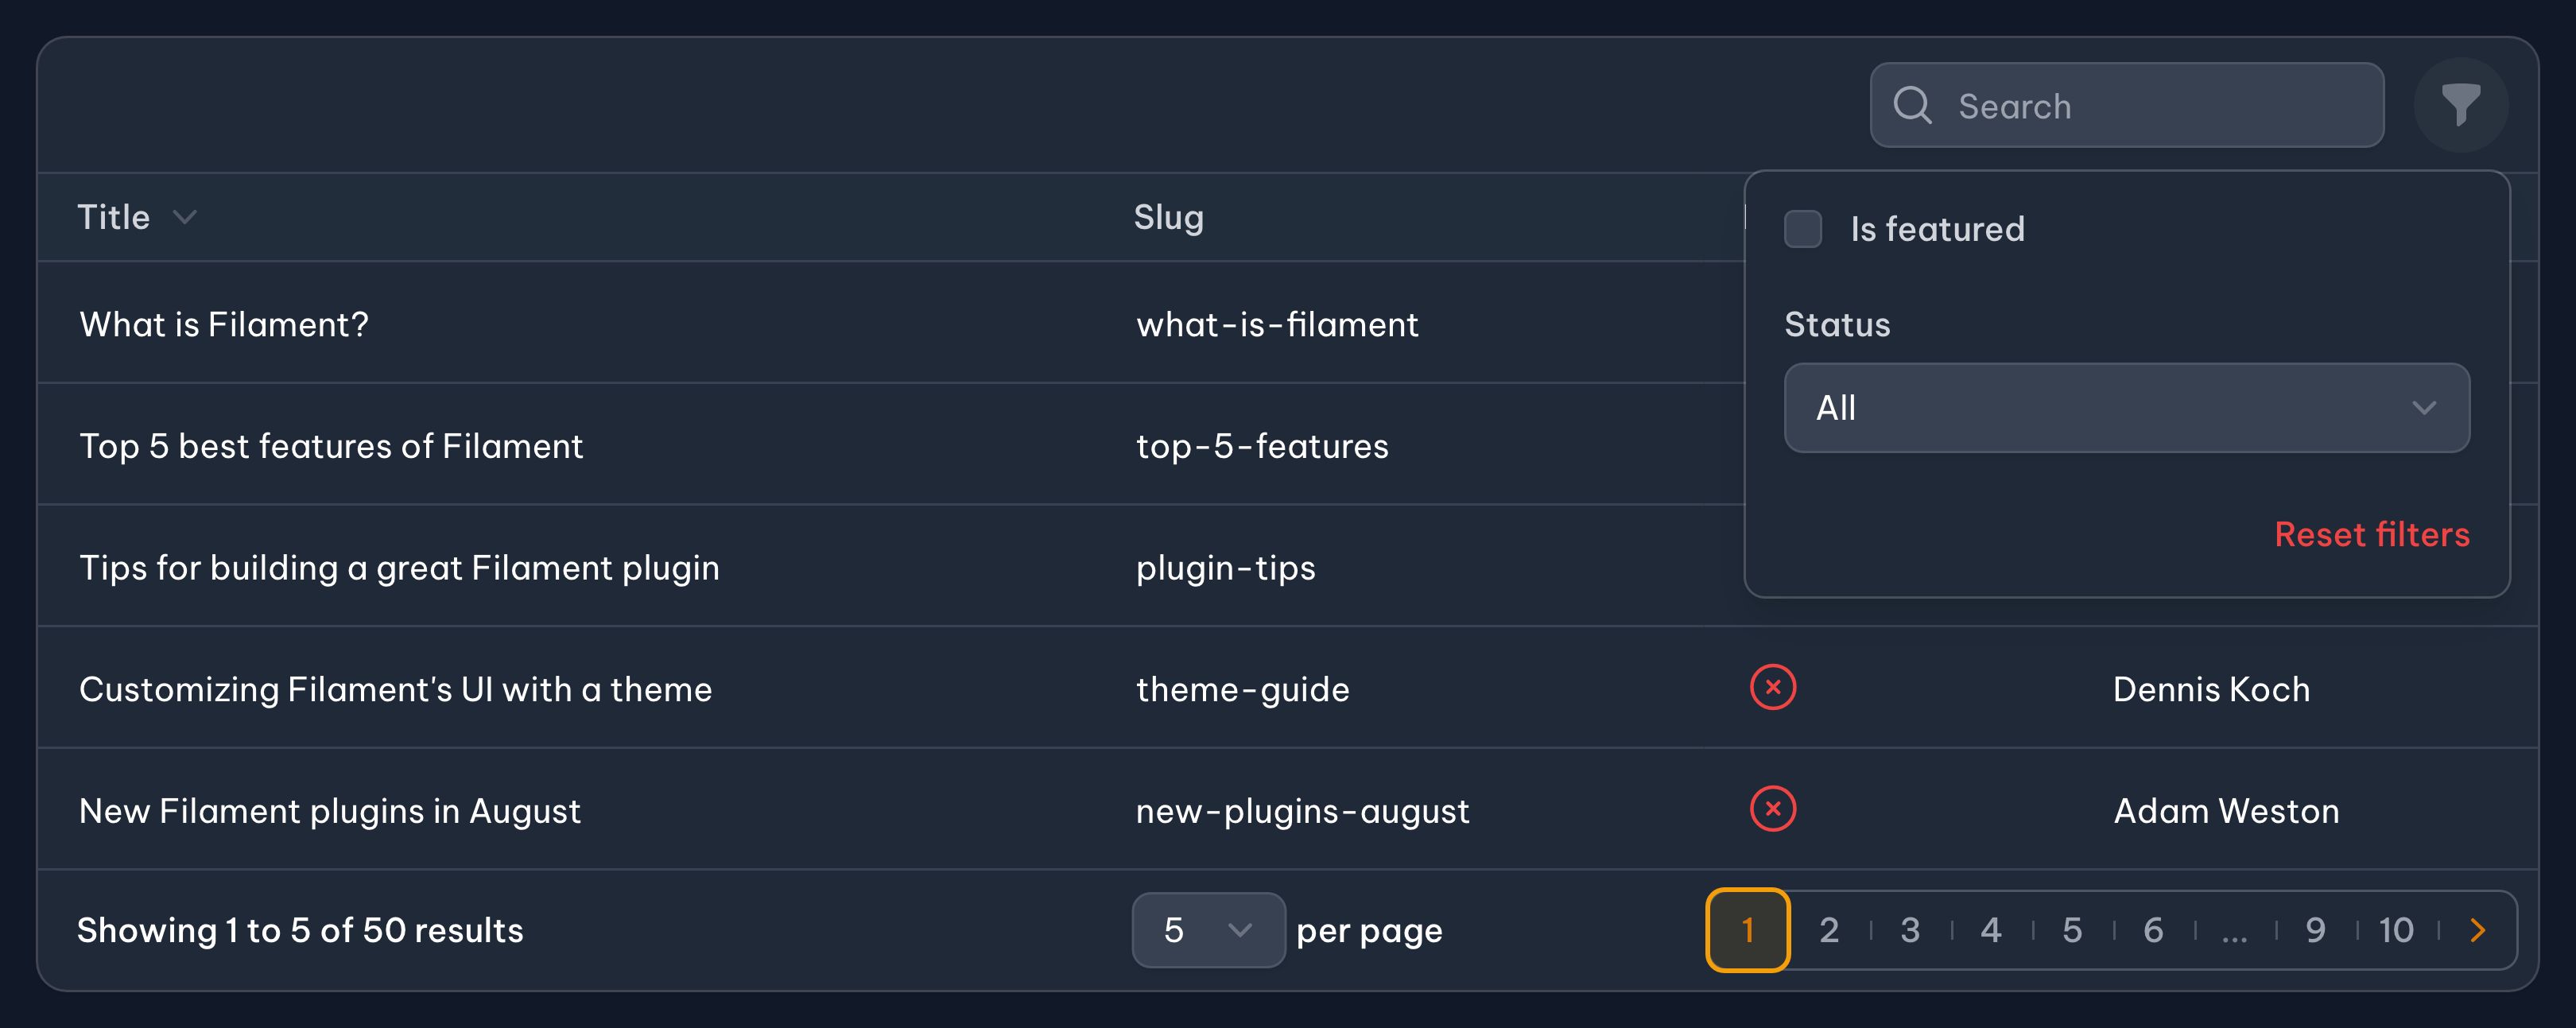 Search
Title
Slug
Is featured
What is Filament?
what-is-filament
Status
All
Top 5 best features of Filament
top-5-features
Reset filters
Tips for building a great Filament plugin
plugin-tips
Customizing Filament's UI with a theme
theme-guide
Dennis Koch
New Filament plugins in August
new-plugins-august
Adam Weston
Showing 1 to 5 of 50 results
5 per page
1 2 3 4 5 6 ... 9 10